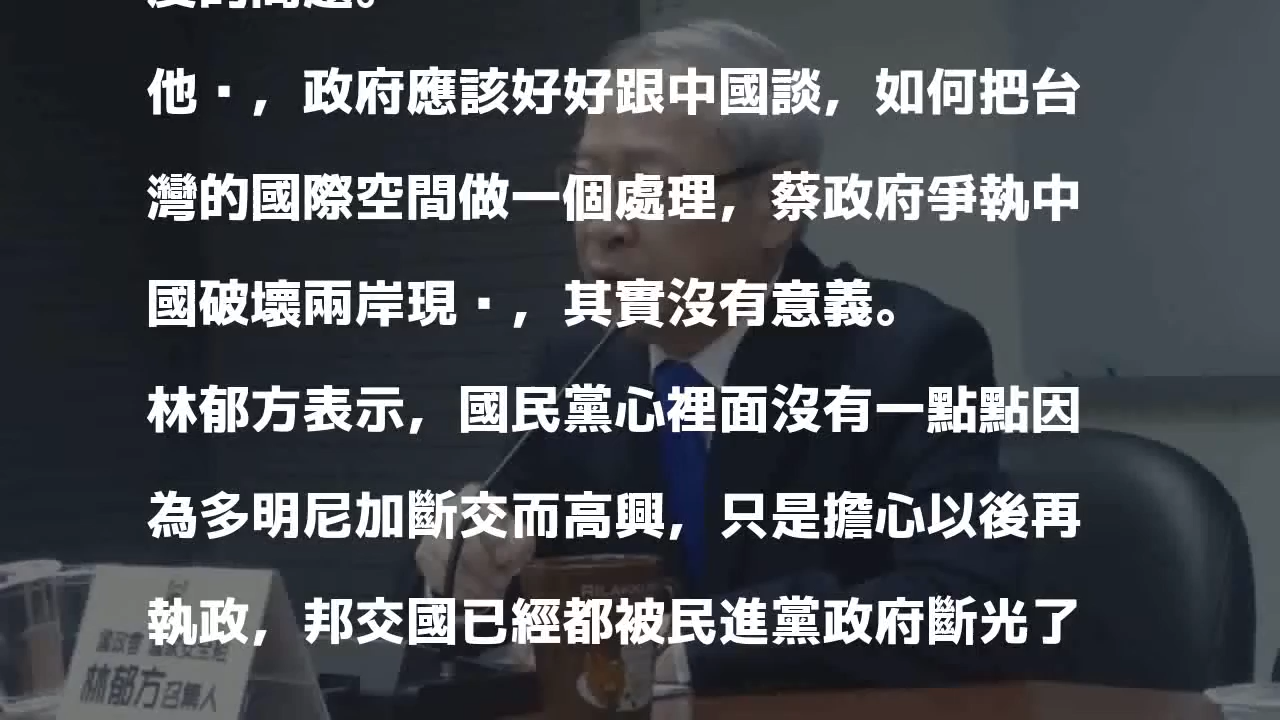 度的問題。
他▪，政府應該好好跟中國談，如何把台
灣的國際空間做一個處理，蔡政府爭執中
國破壞兩岸現▪，其實沒有意義。
林郁方表示，國民黨心裡面沒有一點點因
為多明尼加斷交而高興，只是擔心以後再
執政，邦交國已經都被民進黨政府斷光了
林郁方召集人